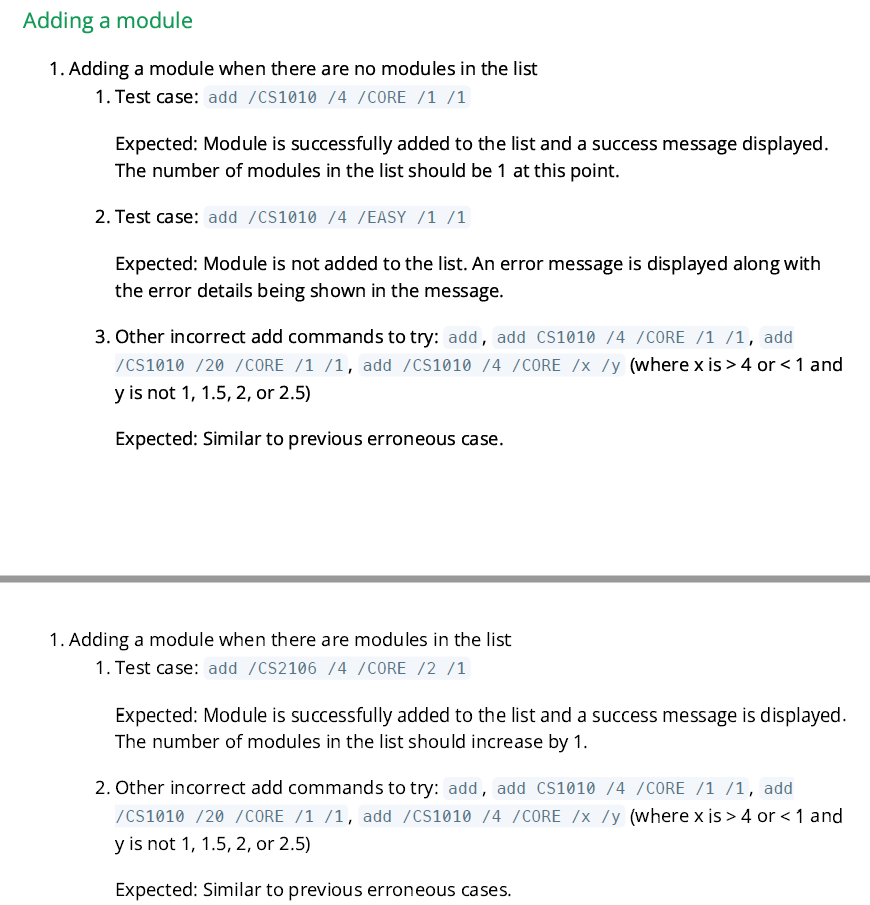 Adding a module
1. Adding a module when there are no modules in the list
1. Test case: add /CS1010 /4 /CORE /1 /1
Expected: Module is successfully added to the list and a success message displayed.
The number of modules in the list should be 1 at this point.
2. Test case: add /CS1010 /4 /EASY /1 /1
Expected: Module is not added to the list. An error message is displayed along with
the error details being shown in the message.
3. Other incorrect add commands to try: add, add CS1010 /4 /CORE /1 /1, add
/CS1010 /20 /CORE /1 /1, add /CS1010 /4 /CORE /x /y (where x is > 4 or < 1 and
y is not 1, 1.5, 2, or 2.5)
Expected: Similar to previous erroneous case.
1. Adding a module when there are modules in the list
1. Test case: add /CS2106 /4 /CORE /2 /1
Expected: Module is successfully added to the list and a success message is displayed.
The number of modules in the list should increase by 1.
2. Other incorrect add commands to try: add, add CS1010 /4 /CORE /1 /1, add
/CS1010 /20 /CORE /1 /1, add /CS1010 /4 /CORE /x /y (where x is > 4 or < 1 and
y is not 1, 1.5, 2, or 2.5)
Expected: Similar to previous erroneous cases.